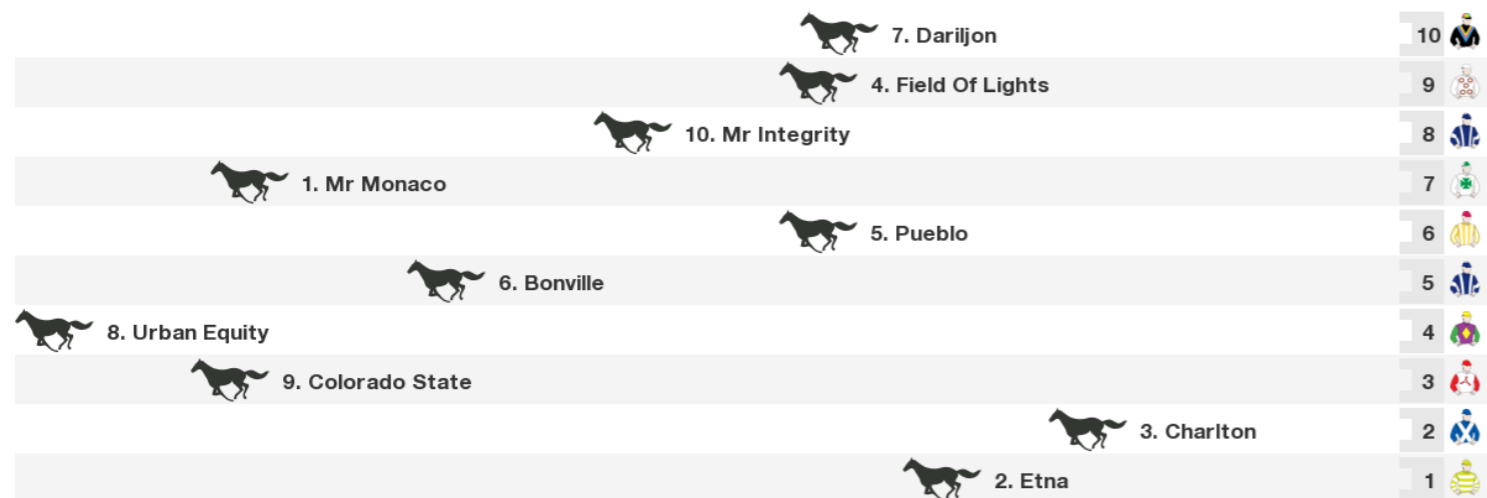 7. Dariljon 10
4. Field Of Lights 9
10. Mr Integrity 8
1. Mr Monaco 7
5. Pueblo 6
6. Bonville 5
8. Urban Equity 4
9. Colorado State 3
3. Charlton 2
2. Etna 1